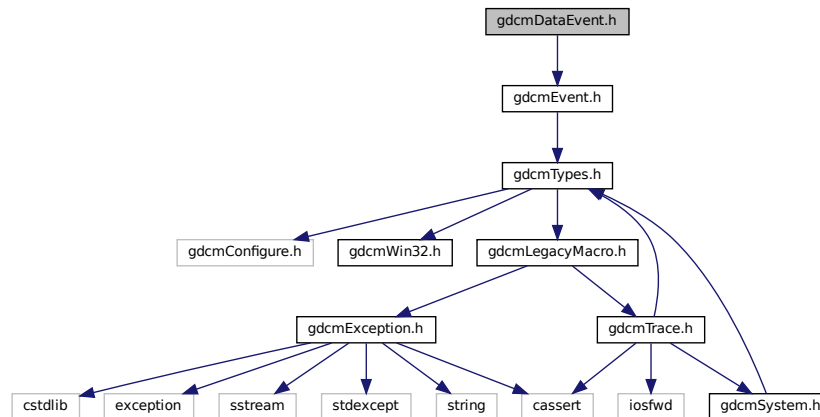 gdcmDataEvent.h
gdcmEvent.h
gdcmTypes.h
gdcmConfigure.h
gdcmWin32.h
gdcmLegacyMacro.h
gdcmException.h
gdcmTrace.h
cstdlib
exception
sstream
stdexcept
string
cassert
iosfwd
gdcmSystem.h